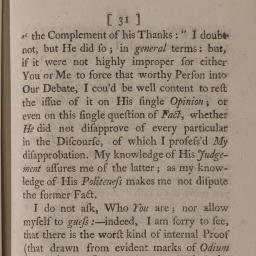 [ 31 ]
“ the Complement of his Thanks: ” I doubt
not, but He did ſo; in general terms: but,
if it were not highly improper for either
You or Me to force that worthy Perſon into
Our Debate, I cou'd be well content to reſt
the iſſue of it on His ſingle Opinion; or
even on this ſingle queſtion of Fact, whether
He did not diſapprove of every particular
in the Diſcourſe, of which I profeſs'd My
diſapprobation. My knowledge of His Judge-
ment aſſures me of the latter; as my know-
ledge of His Politeneſs makes me not diſpute
the former Fact.
I do not ask, Who You are; nor allow
myſelf to gueſs:—indeed, I am ſorry to ſee,
that there is the worſt kind of internal Proof
(that drawn from evident marks of Odium